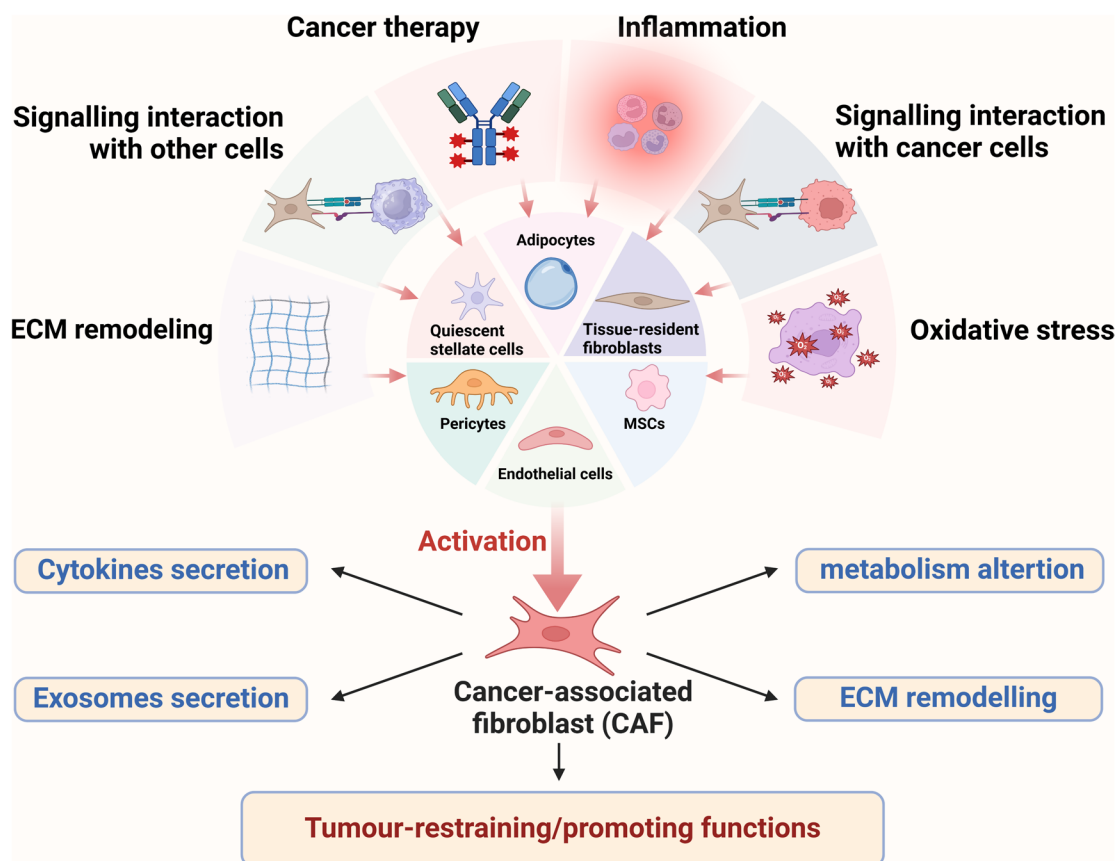 Cancer therapy
Inflammation
Signalling interaction
with other cells
Signalling interaction
with cancer cells
Adipocytes
Quiescent
stellate cells
Tissue-resident
fibroblasts
ECM remodeling
Oxidative stress
Pericytes
MSCs
Endothelial cells
Activation
Cytokines secretion
metabolism altertion
Exosomes secretion
ECM remodelling
Cancer-associated
fibroblast (CAF)
Tumour-restraining/promoting functions